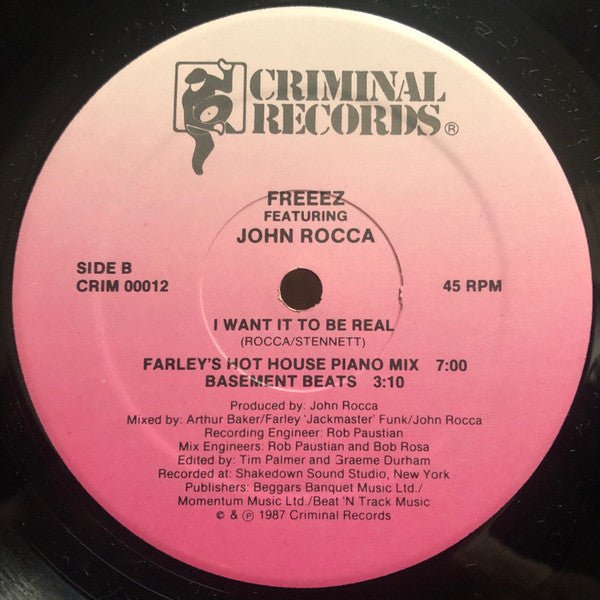 CRIMINAL
RECORDS®
FREEEZ
FEATURING
JOHN ROCCA
SIDE B
CRIM 00012
45 RPM
I WANT IT TO BE REAL
(ROCCA/STENNETT)
FARLEY'S HOT HOUSE PIANO MIX 7:00
BASEMENT BEATS 3:10
Produced by: John Rocca
Mixed by: Arthur Baker/Farley 'Jackmaster' Funk/John Rocca
Recording Engineer: Rob Paustian
Mix Engineers: Rob Paustian and Bob Rosa
Edited by: Tim Palmer and Graeme Durham
Recorded at: Shakedown Sound Studio, New York
Publishers: Beggars Banquet Music Ltd./
Momentum Music Ltd./Beat 'N Track Music
© & ℗ 1987 Criminal Records